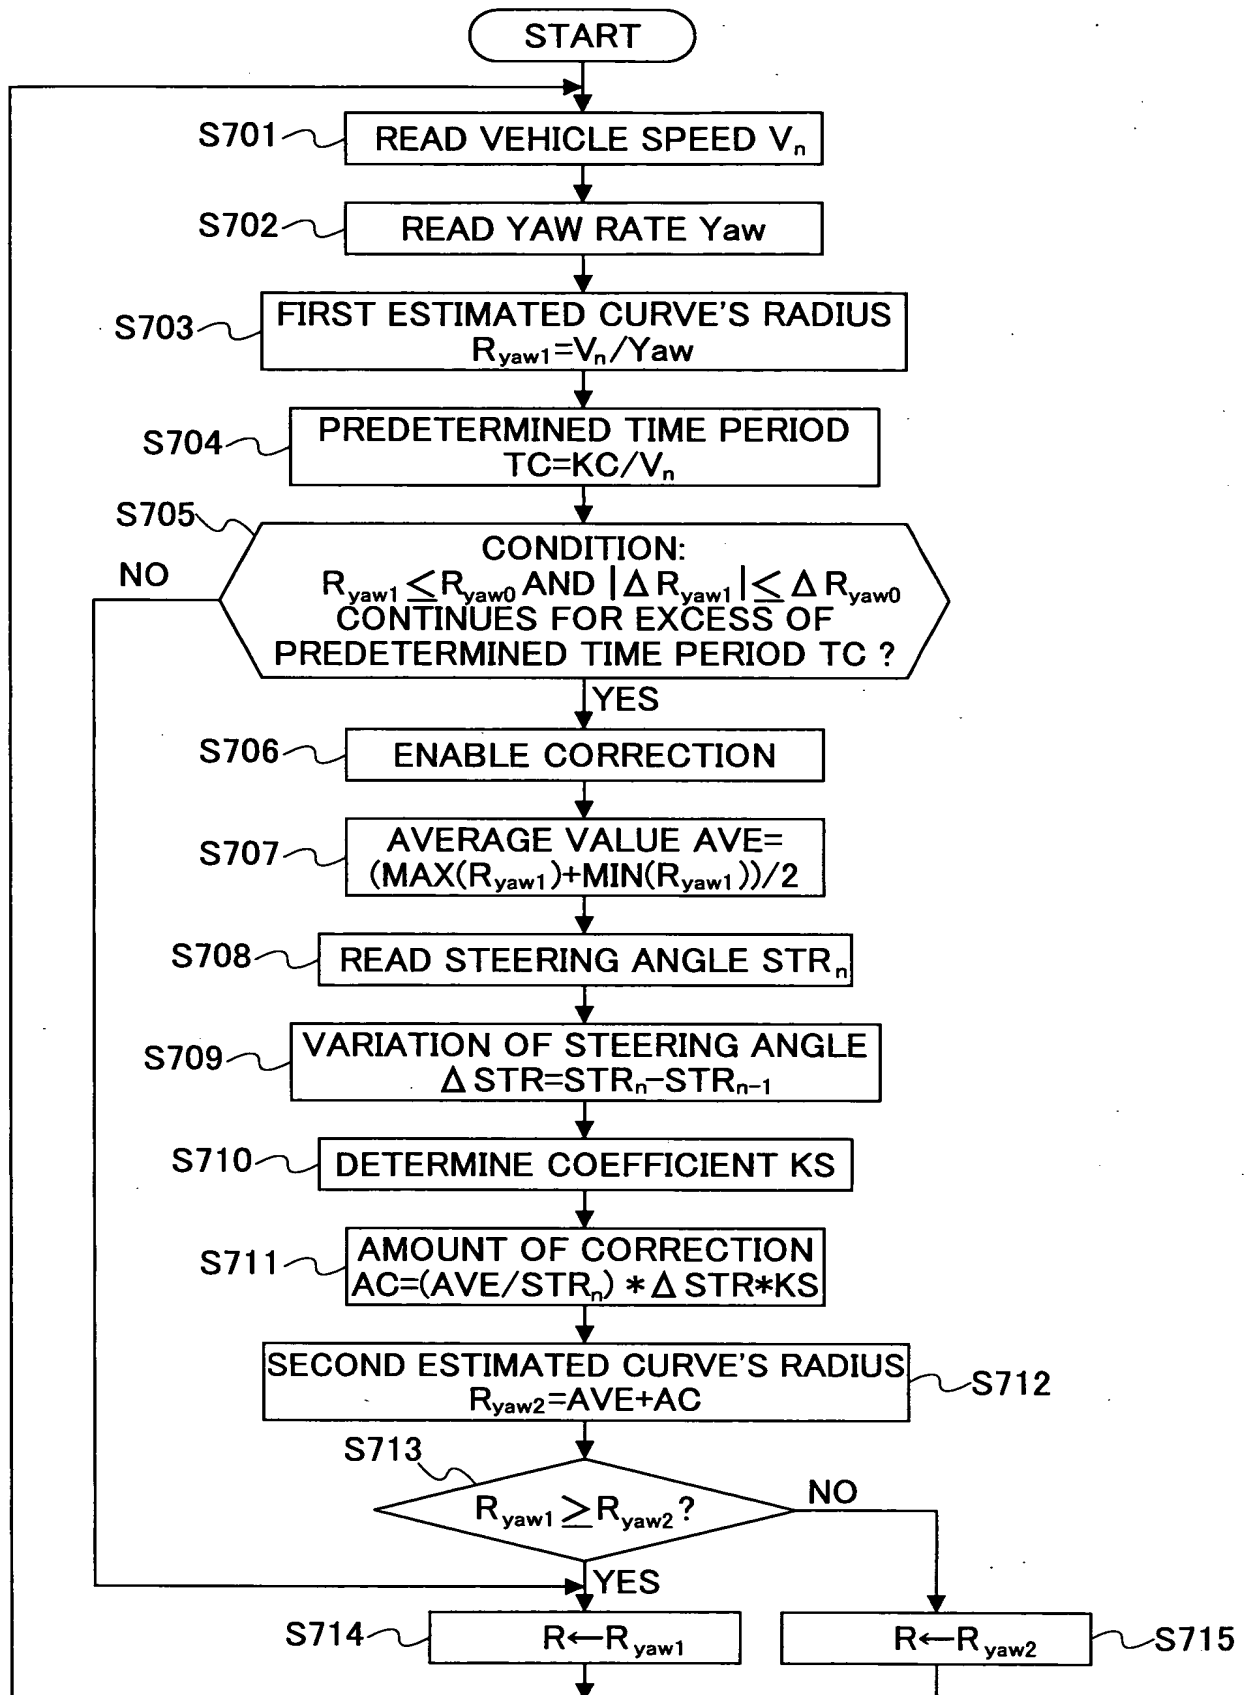 START
S701
READ VEHICLE SPEED Vn
S702
READ YAW RATE Yaw
S703
FIRST ESTIMATED CURVE'S RADIUS
Ryaw1=Vn/Yaw
S704
PREDETERMINED TIME PERIOD
TC=KC/Vn
S705
NO
CONDITION:
Ryaw1≤Ryaw0 AND |ΔRyaw1|≤ΔRyaw0
CONTINUES FOR EXCESS OF
PREDETERMINED TIME PERIOD TC ?
YES
S706
ENABLE CORRECTION
S707
AVERAGE VALUE AVE=
(MAX(Ryaw1)+MIN(Ryaw1))/2
S708
READ STEERING ANGLE STRn
S709
VARIATION OF STEERING ANGLE
ΔSTR=STRn-STRn-1
S710
DETERMINE COEFFICIENT KS
S711
AMOUNT OF CORRECTION
AC=(AVE/STRn)*ΔSTR*KS
SECOND ESTIMATED CURVE'S RADIUS
Ryaw2=AVE+AC
S712
S713
Ryaw1≥Ryaw2?
NO
YES
S714
R←Ryaw1
R←Ryaw2
S715